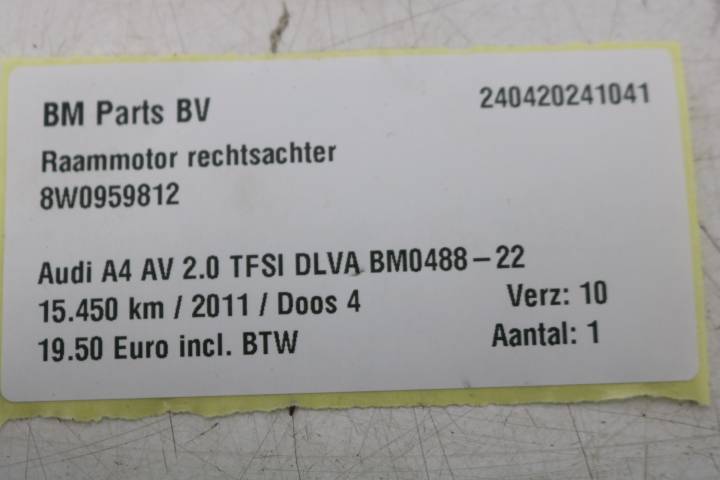 BM Parts BV 240420241041
Raammotor rechtsachter
8W0959812
Audi A4 AV 2.0 TFSI DLVA BM0488-22
15.450 km / 2011 / Doos 4 Verz: 10
19.50 Euro incl. BTW Aantal: 1